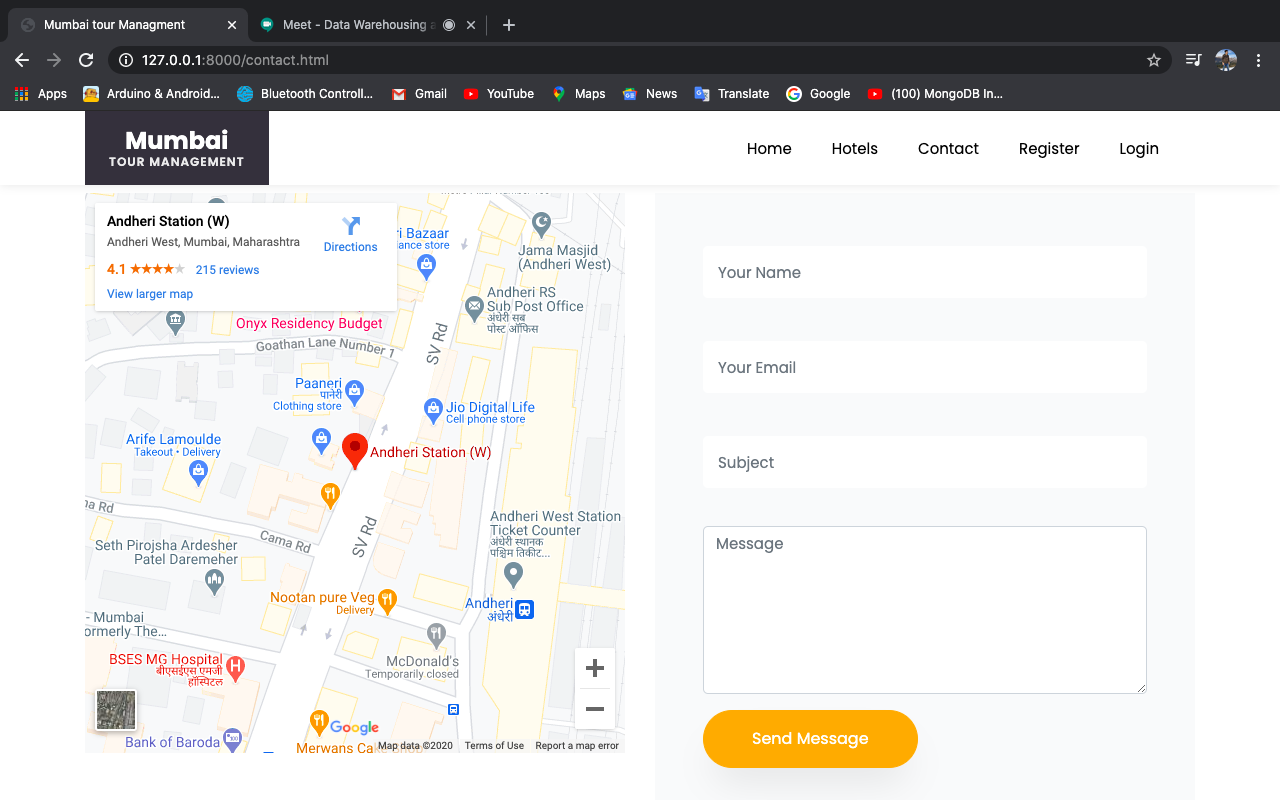 Mumbai tour Managment
Meet - Data Warehousing a
127.0.0.1:8000/contact.html
Apps
Arduino & Android...
Bluetooth Controll...
Gmail
YouTube
Maps
News
Translate
Google
(100) MongoDB In...
Mumbai
TOUR MANAGEMENT
Home
Hotels
Contact
Register
Login
Andheri Station (W)
Andheri West, Mumbai, Maharashtra
4.1
215 reviews
View larger map
Directions
ri Bazaar
iance store
Jama Masjid
(Andheri West)
Andheri RS
Sub Post Office
अंधेरी सब
पोस्ट ऑफिस
Onyx Residency Budget
Goathan Lane Number 1
SV Rd
Paaneri
पानेरी
Clothing store
Jio Digital Life
Cell phone store
Arife Lamoulde
Takeout • Delivery
Andheri Station (W)
ma Rd
Cama Rd
SV Rd
Andheri West Station
Ticket Counter
अंधेरी स्थानक
पश्चिम तिकीट...
Seth Pirojsha Ardesher
Patel Daremeher
Nootan pure Veg
Delivery
Andheri
अंधेरी
- Mumbai
ormerly The...
BSES MG Hospital
बीएसईएस एमजी
हॉस्पिटल
McDonald's
Temporarily closed
Google
Bank of Baroda
Merwans Cake shop
Map data ©2020
Terms of Use
Report a map error
Your Name
Your Email
Subject
Message
Send Message